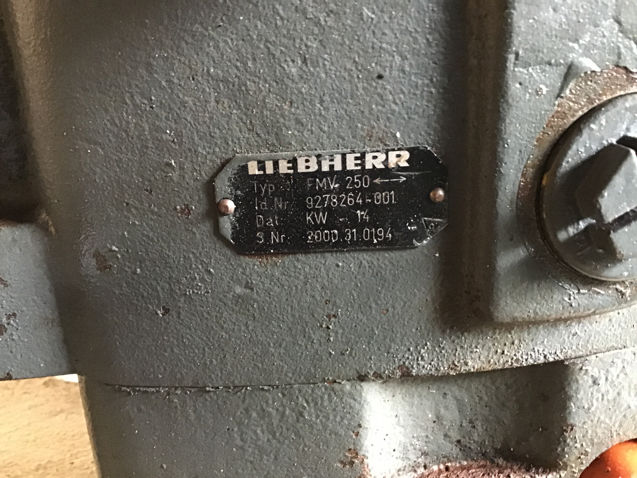 LIEBHERR
Typ: FMV 250 ↔
Id.Nr. 9278264-001
Dat. KW - 14
S.Nr. 2000.31.0194